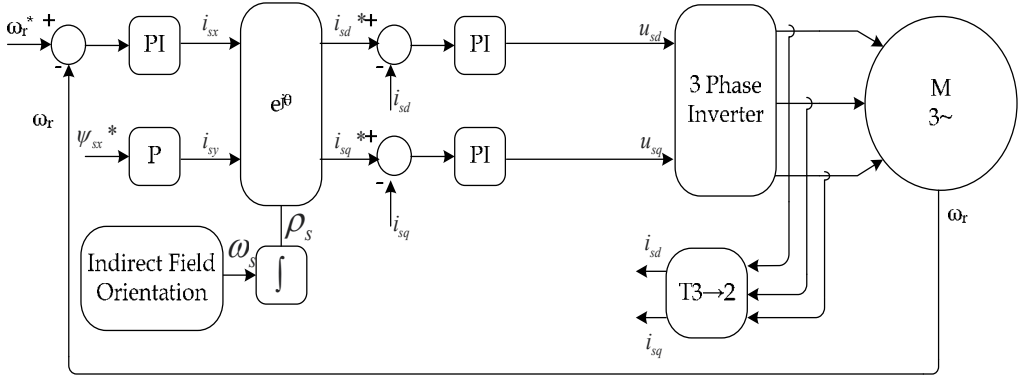 ωr* +
-
PI
isx
ejθ
isd*
+
-
isd
PI
usd
3 Phase
Inverter
M
3~
ωr
ψsx*
P
isy
isq*
+
-
isq
PI
usq
ρs
Indirect Field
Orientation
ωs
∫
isd
T3→2
isq
ωr